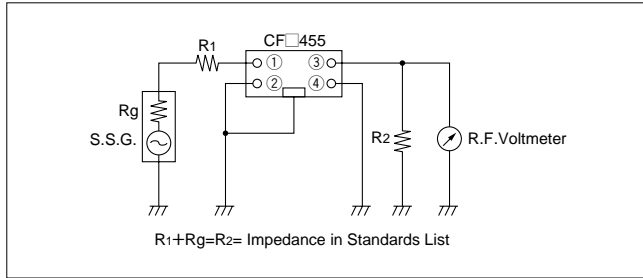 CF□455
R1
① ③
② ④
Rg
S.S.G.
R2
R.F.Voltmeter
R1+Rg=R2= Impedance in Standards List